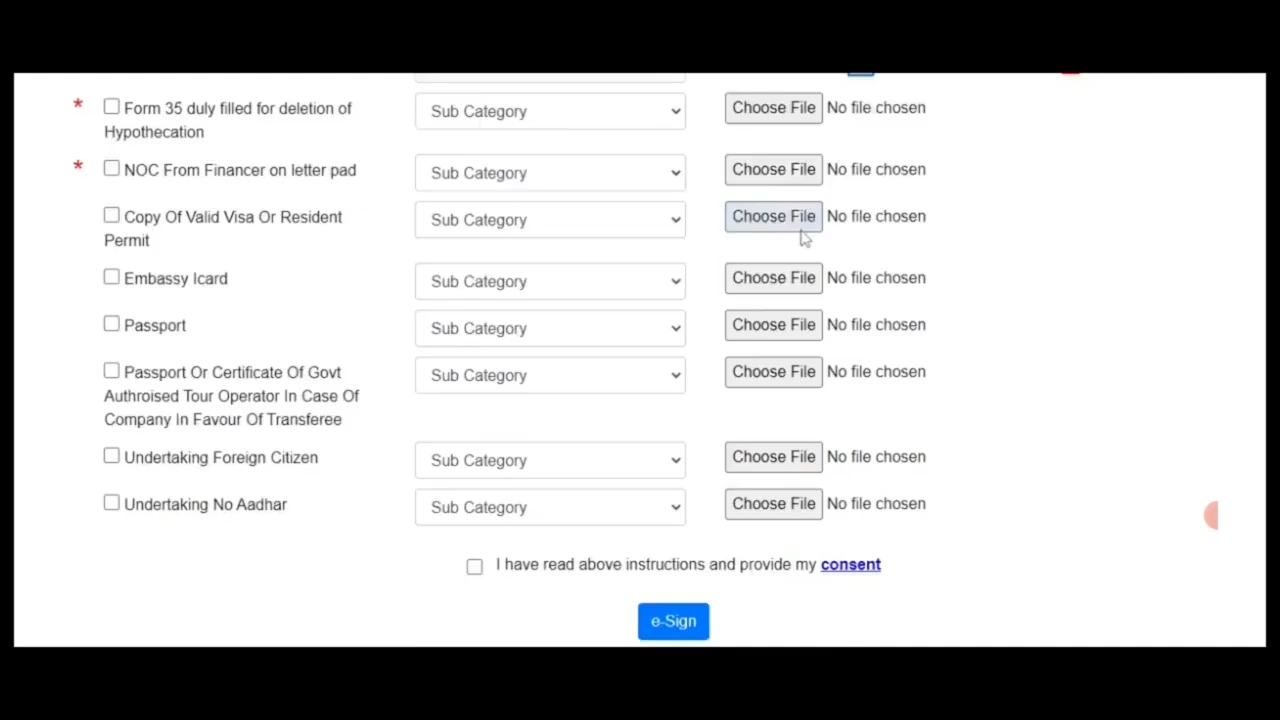 * Form 35 duly filled for deletion of Hypothecation Sub Category Choose File No file chosen
* NOC From Financer on letter pad Sub Category Choose File No file chosen
Copy Of Valid Visa Or Resident Permit Sub Category Choose File No file chosen
Embassy Icard Sub Category Choose File No file chosen
Passport Sub Category Choose File No file chosen
Passport Or Certificate Of Govt Authroised Tour Operator In Case Of Company In Favour Of Transferee Sub Category Choose File No file chosen
Undertaking Foreign Citizen Sub Category Choose File No file chosen
Undertaking No Aadhar Sub Category Choose File No file chosen
I have read above instructions and provide my consent
e-Sign